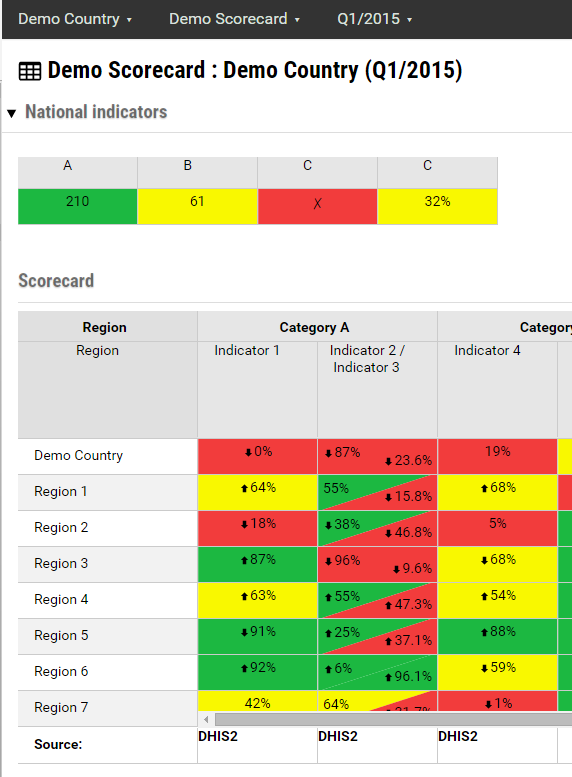 Demo Country Demo Scorecard Q1/2015
Demo Scorecard : Demo Country (Q1/2015)
National indicators
A B C C
210 61 ✗ 32%
Scorecard
Region Category A
Region Indicator 1 Indicator 2 / Indicator 4
Indicator 3
Demo Country 0% 87% 23.6% 19%
Region 1 64% 55% 15.8% 68%
Region 2 18% 38% 46.8% 5%
Region 3 87% 96% 9.6% 68%
Region 4 63% 55% 47.3% 54%
Region 5 91% 25% 37.1% 88%
Region 6 92% 6% 96.1% 59%
Region 7 42% 64% 1%
Source: DHIS2 DHIS2 DHIS2